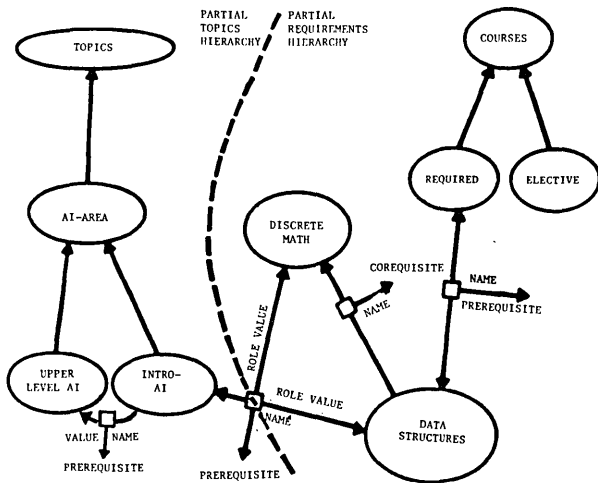 PARTIAL
TOPICS
HIERARCHY
PARTIAL
REQUIREMENTS
HIERARCHY
TOPICS
COURSES
REQUIRED
ELECTIVE
AI-AREA
DISCRETE
MATH
COREQUISITE
NAME
NAME
PREREQUISITE
ROLE VALUE
UPPER
LEVEL AI
INTRO-
AI
ROLE VALUE
NAME
VALUE
NAME
DATA
STRUCTURES
PREREQUISITE
PREREQUISITE